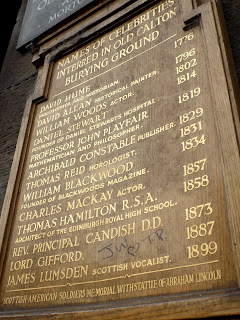 OLD
MORTO
NAMES OF CELEBRITIES
INTERRED IN OLD CALTON
BURYING GROUND
DAVID HUME 1776
HISTORIAN.
DAVID ALLAN HISTORICAL PAINTER. 1796
WILLIAM WOODS ACTOR. 1802
DANIEL STEWART 1814
FOUNDER OF DANIEL STEWART'S HOSPITAL.
PROFESSOR JOHN PLAYFAIR 1819
MATHEMATICIAN AND PHILOSOPHER.
ARCHIBALD CONSTABLE PUBLISHER. 1829
THOMAS REID HOROLOGIST. 1831
WILLIAM BLACKWOOD 1834
FOUNDER OF BLACKWOODS MAGAZINE.
CHARLES MACKAY ACTOR. 1857
THOMAS HAMILTON R.S.A. 1858
ARCHITECT OF THE EDINBURGH ROYAL HIGH SCHOOL.
REV. PRINCIPAL CANDISH D.D 1873
LORD GIFFORD. 1887
JAMES LUMSDEN SCOTTISH VOCALIST. 1899
SCOTTISH-AMERICAN SOLDIERS MEMORIAL WITH STATUE OF ABRAHAM LINCOLN